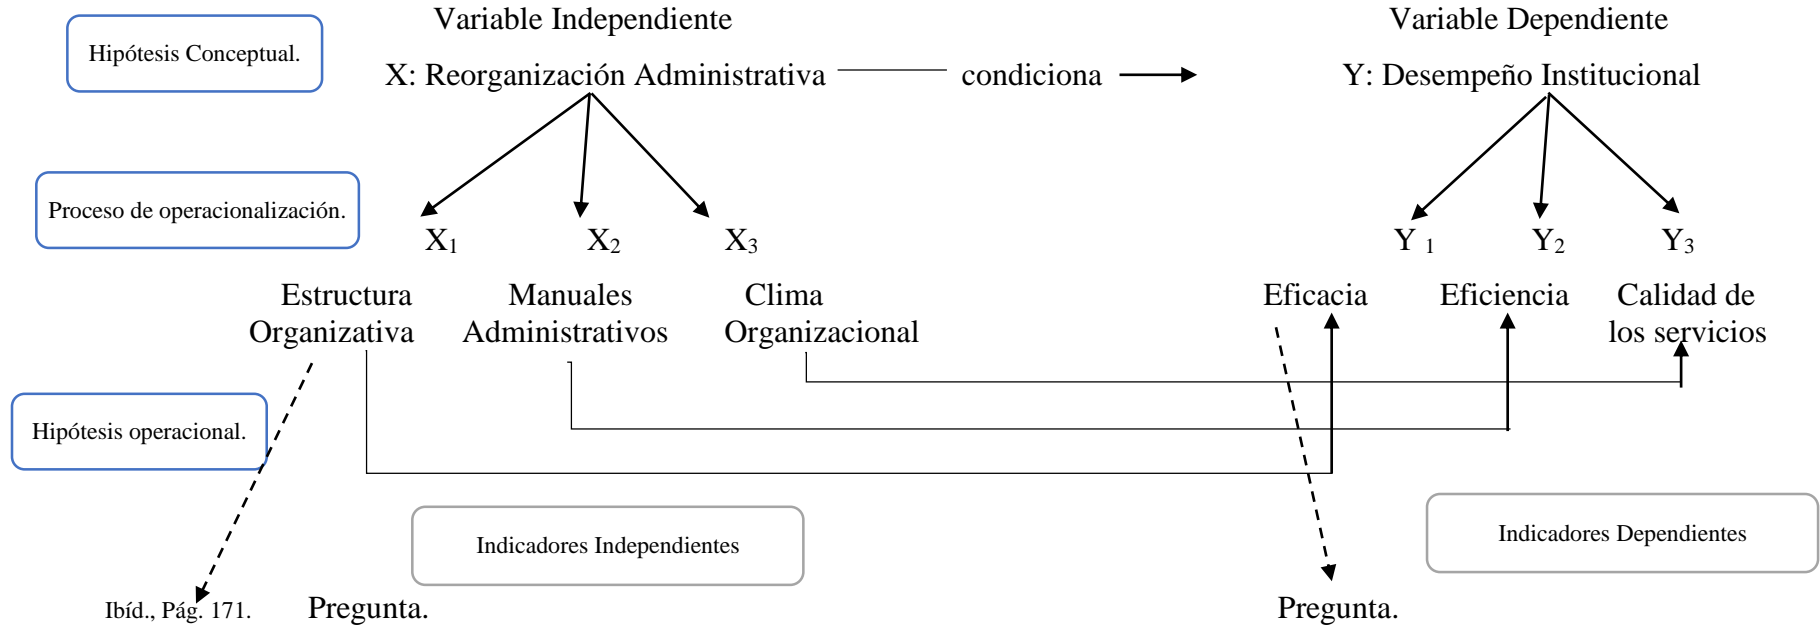 Variable Independiente
Variable Dependiente
Hipótesis Conceptual.
X: Reorganización Administrativa
condiciona
Y: Desempeño Institucional
Proceso de operacionalización.
X1
X2
X3
Y 1
Y2
Y3
Estructura
Organizativa
Manuales
Administrativos
Clima
Organizacional
Eficacia
Eficiencia
Calidad de
los servicios
Hipótesis operacional.
Indicadores Independientes
Indicadores Dependientes
Ibíd., Pág. 171.
Pregunta.
Pregunta.